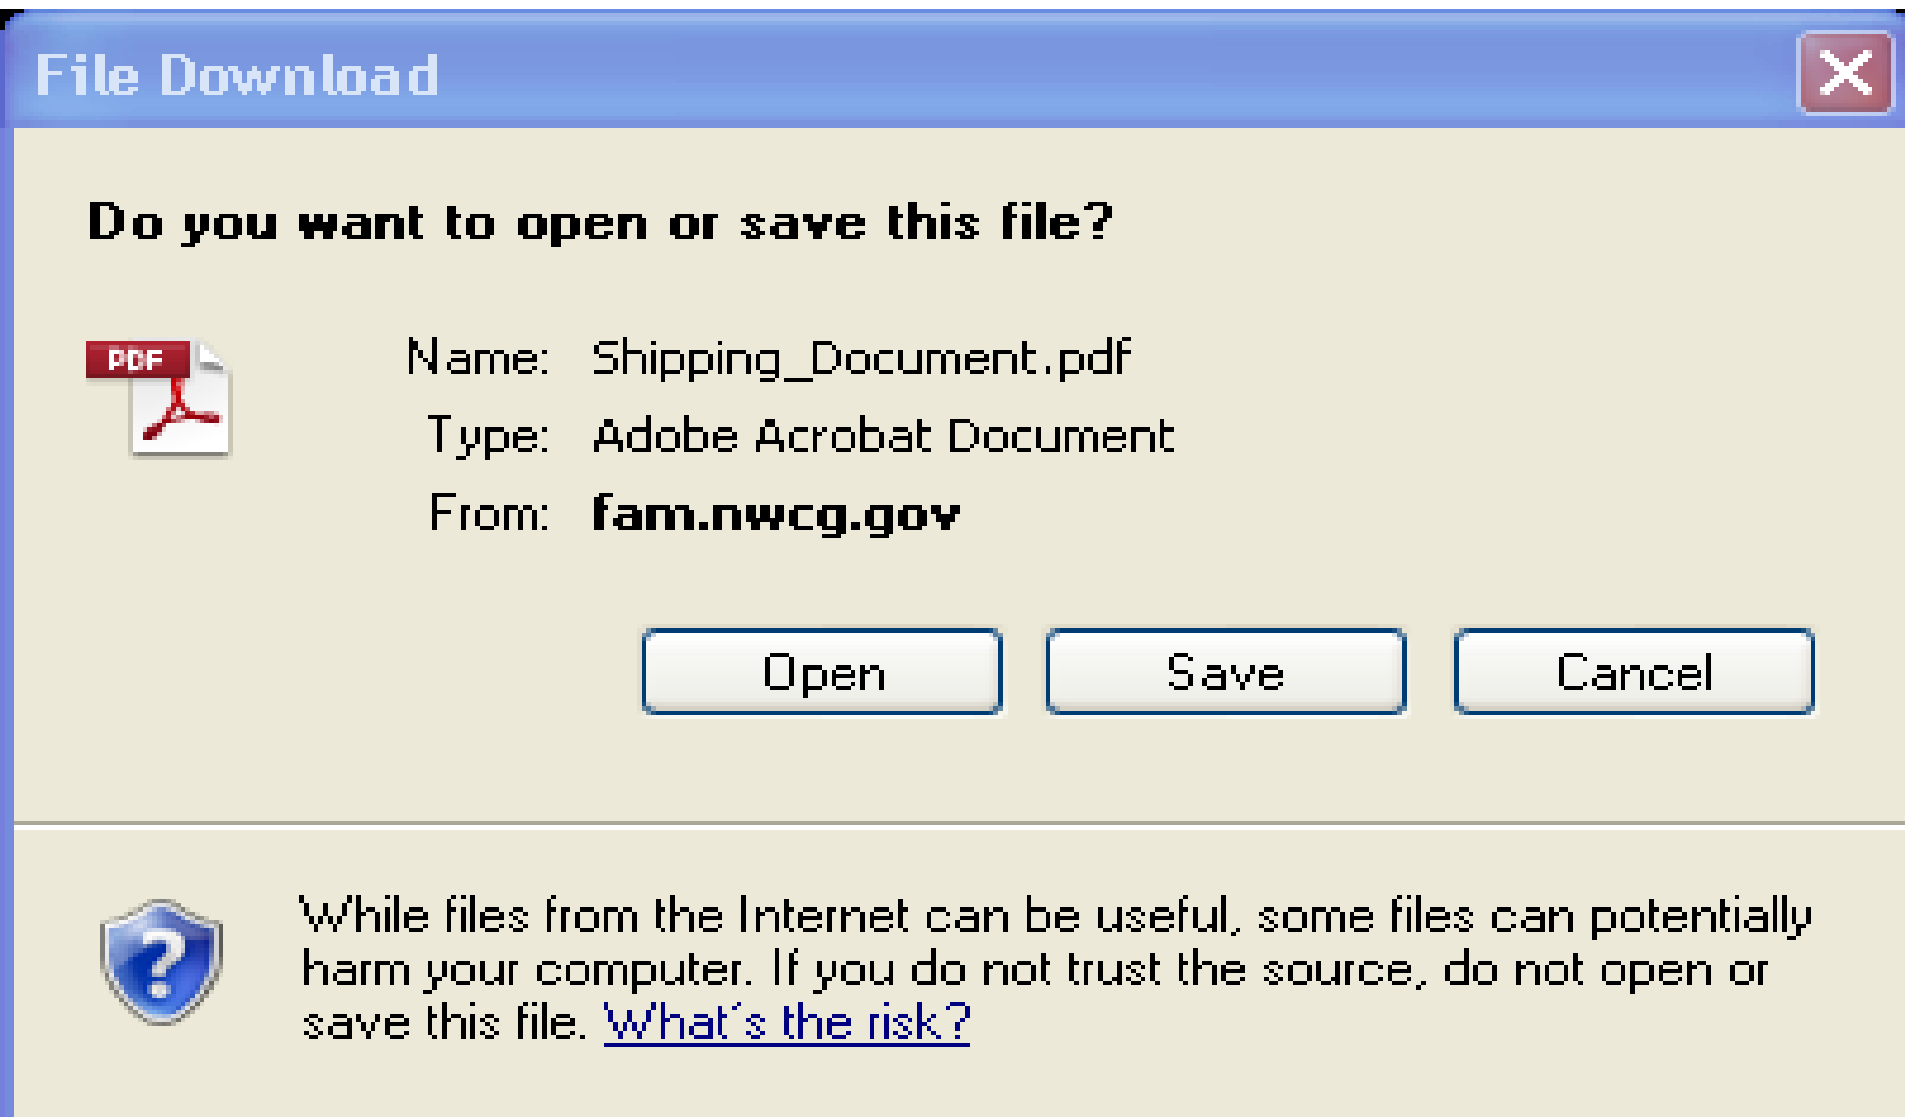 File Download
Do you want to open or save this file?
PDF
Name: Shipping_Document.pdf
Type: Adobe Acrobat Document
From: fam.nwcg.gov
Open Save Cancel
While files from the Internet can be useful, some files can potentially
harm your computer. If you do not trust the source, do not open or
save this file. What's the risk?